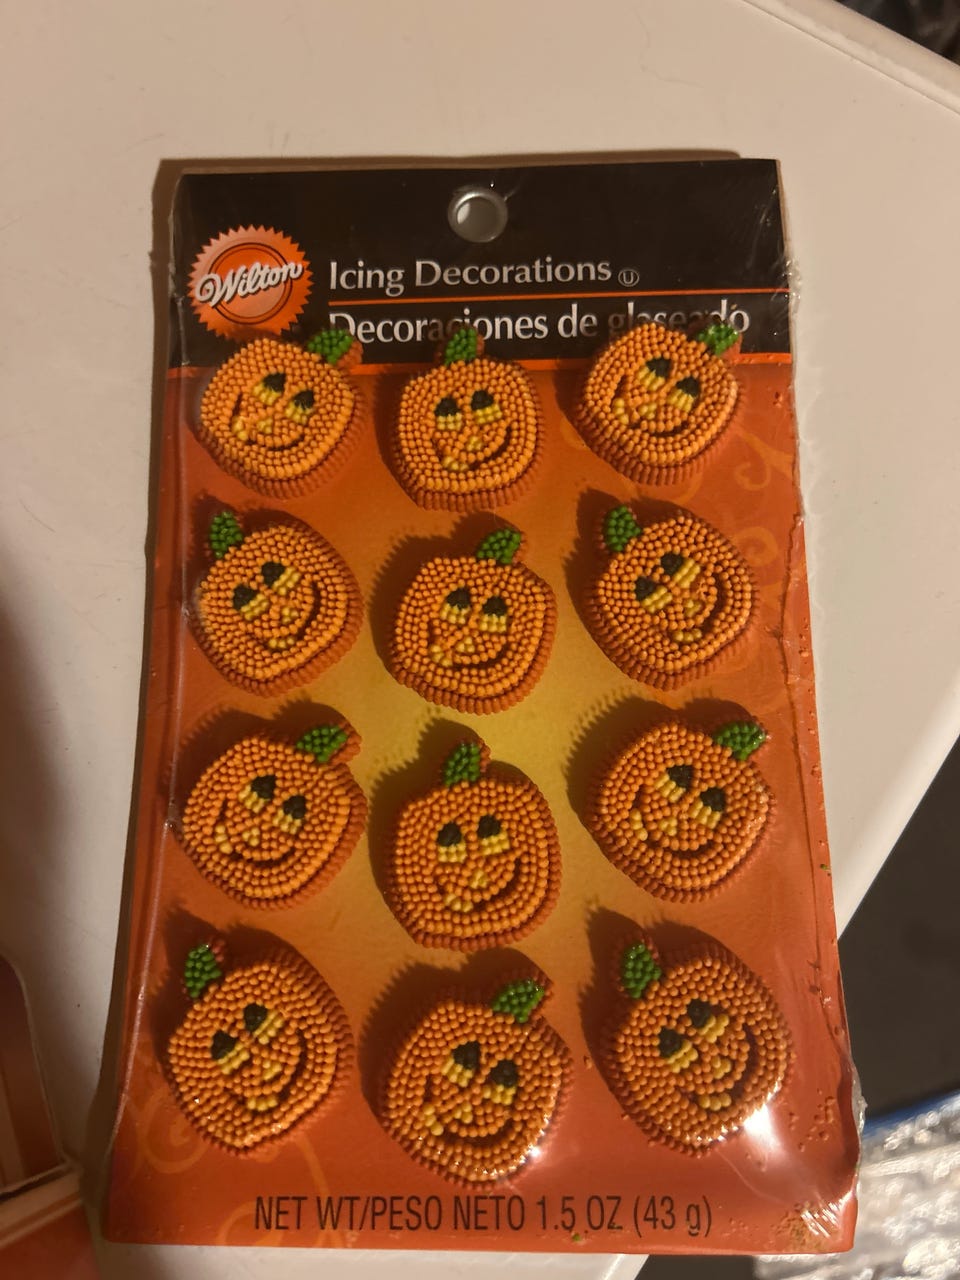 Wilton
Icing Decorations Ⓤ
Decoraciones de glaseado
NET WT/PESO NETO 1.5 OZ (43 g)